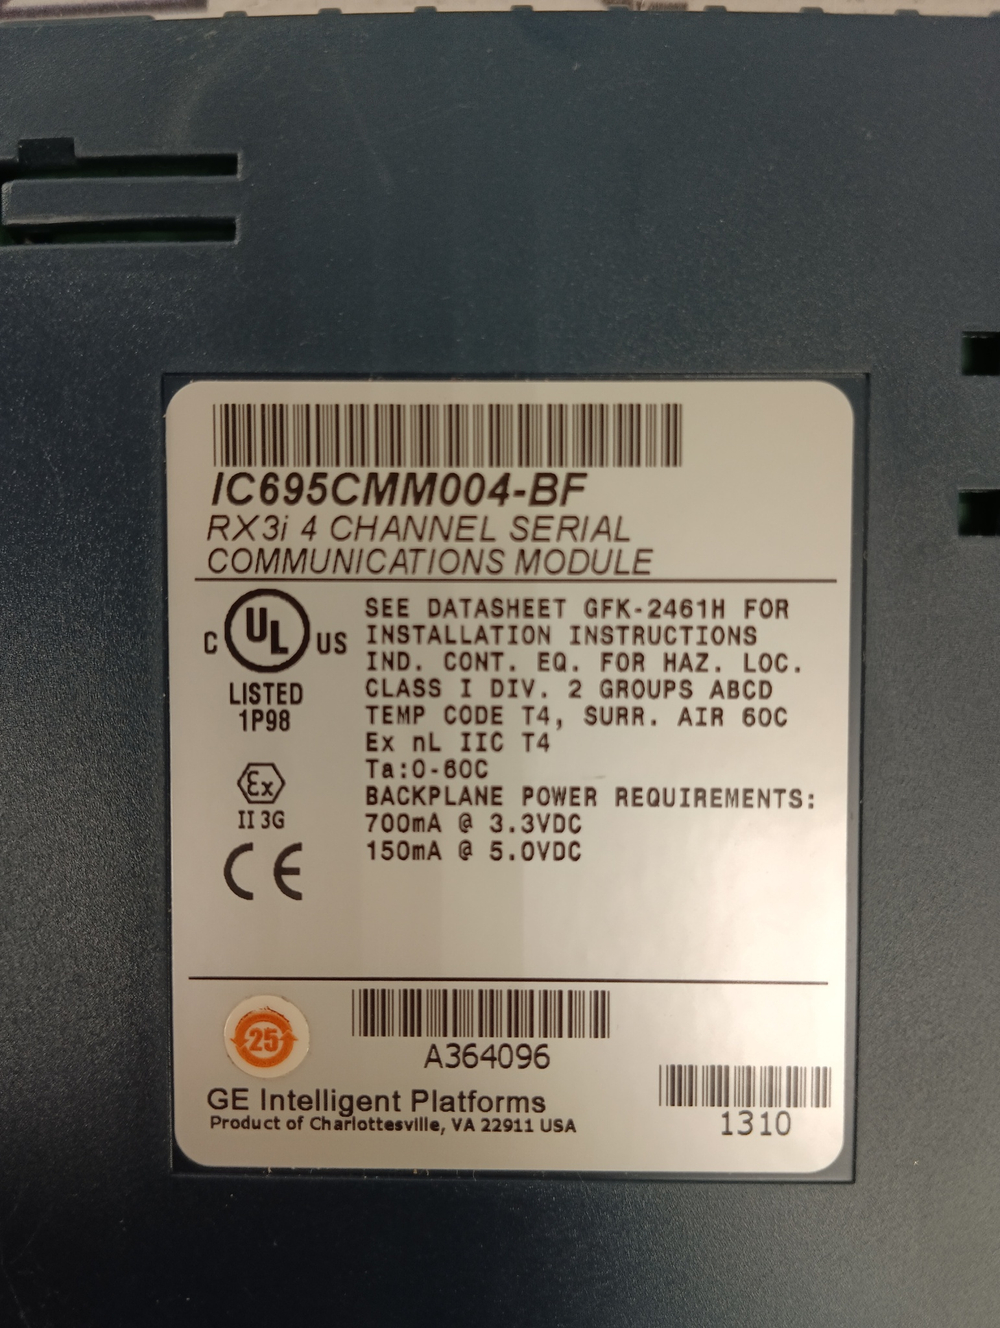 IC695CMM004-BF
RX3i 4 CHANNEL SERIAL
COMMUNICATIONS MODULE
C UL US
LISTED
1P98
Ex
II 3G
CE
SEE DATASHEET GFK-2461H FOR
INSTALLATION INSTRUCTIONS
IND. CONT. EQ. FOR HAZ. LOC.
CLASS I DIV. 2 GROUPS ABCD
TEMP CODE T4, SURR. AIR 60C
Ex nL IIC T4
Ta:0-60C
BACKPLANE POWER REQUIREMENTS:
700mA @ 3.3VDC
150mA @ 5.0VDC
25
A364096
GE Intelligent Platforms
Product of Charlottesville, VA 22911 USA
1310